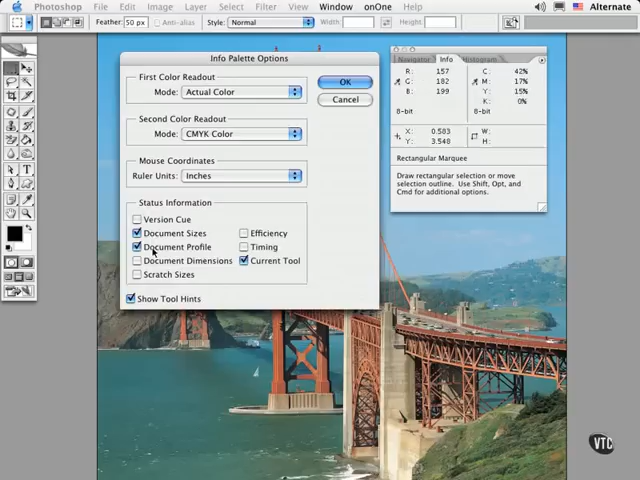 Photoshop File Edit Image Layer Select Filter View Window onOne Help Alternate
Feather: 50 px Anti-alias Style: Normal Width: Height:
Info Palette Options
First Color Readout
Mode: Actual Color
OK
Cancel
Second Color Readout
Mode: CMYK Color
Mouse Coordinates
Ruler Units: Inches
Status Information
Version Cue
Document Sizes Efficiency
Document Profile Timing
Document Dimensions Current Tool
Scratch Sizes
Show Tool Hints
Navigator Info Histogram
R: 157 C: 42%
G: 182 M: 17%
B: 199 Y: 15%
K: 0%
8-bit 8-bit
X: 0.583 W:
Y: 3.548 H:
Rectangular Marquee
Draw rectangular selection or move
selection outline. Use Shift, Opt, and
Cmd for additional options.
VTC